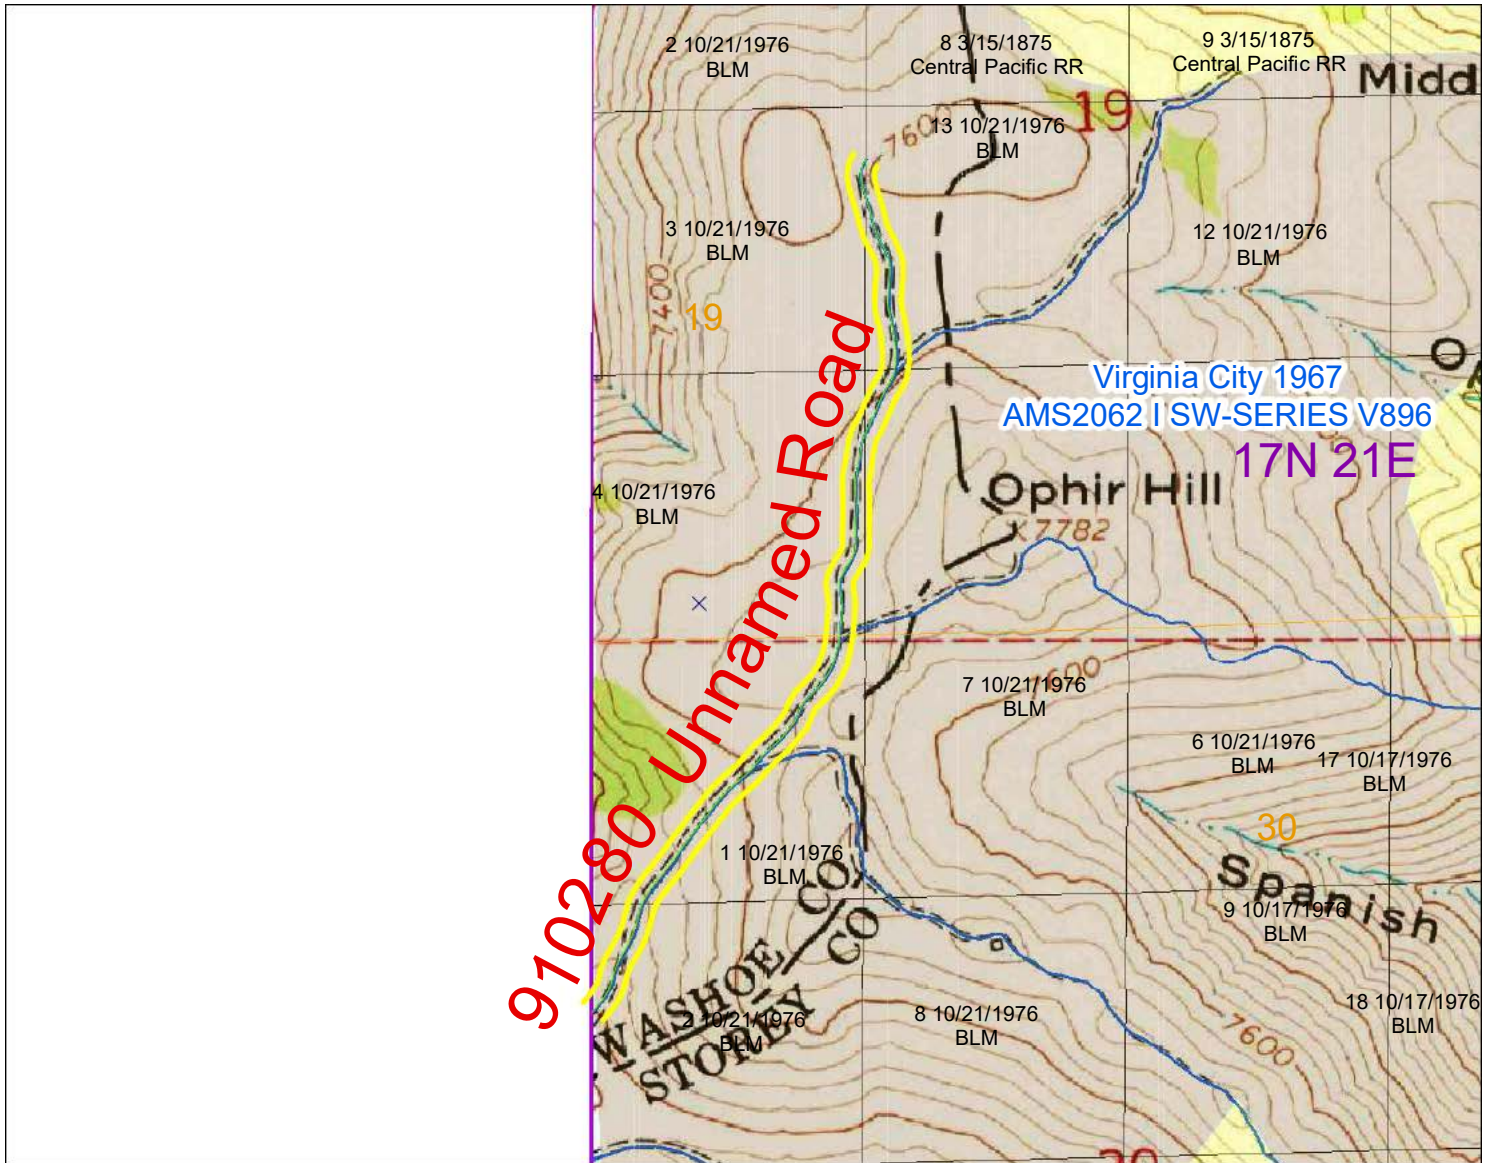 2 10/21/1976
BLM
8 3/15/1875
Central Pacific RR
9 3/15/1875
Central Pacific RR
Midd
19
7600
13 10/21/1976
BLM
3 10/21/1976
BLM
12 10/21/1976
BLM
7400
19
Virginia City 1967
AMS2062 I SW-SERIES V896
17N 21E
4 10/21/1976
BLM
Ophir Hill
7782
910280 Unnamed Road
7 10/21/1976
BLM
600
6 10/21/1976
BLM
17 10/17/1976
BLM
30
1 10/21/1976
BLM
Spanish
9 10/17/1976
BLM
WASHOE CO
STOREY CO
2 10/21/1976
BLM
8 10/21/1976
BLM
18 10/17/1976
BLM
7600